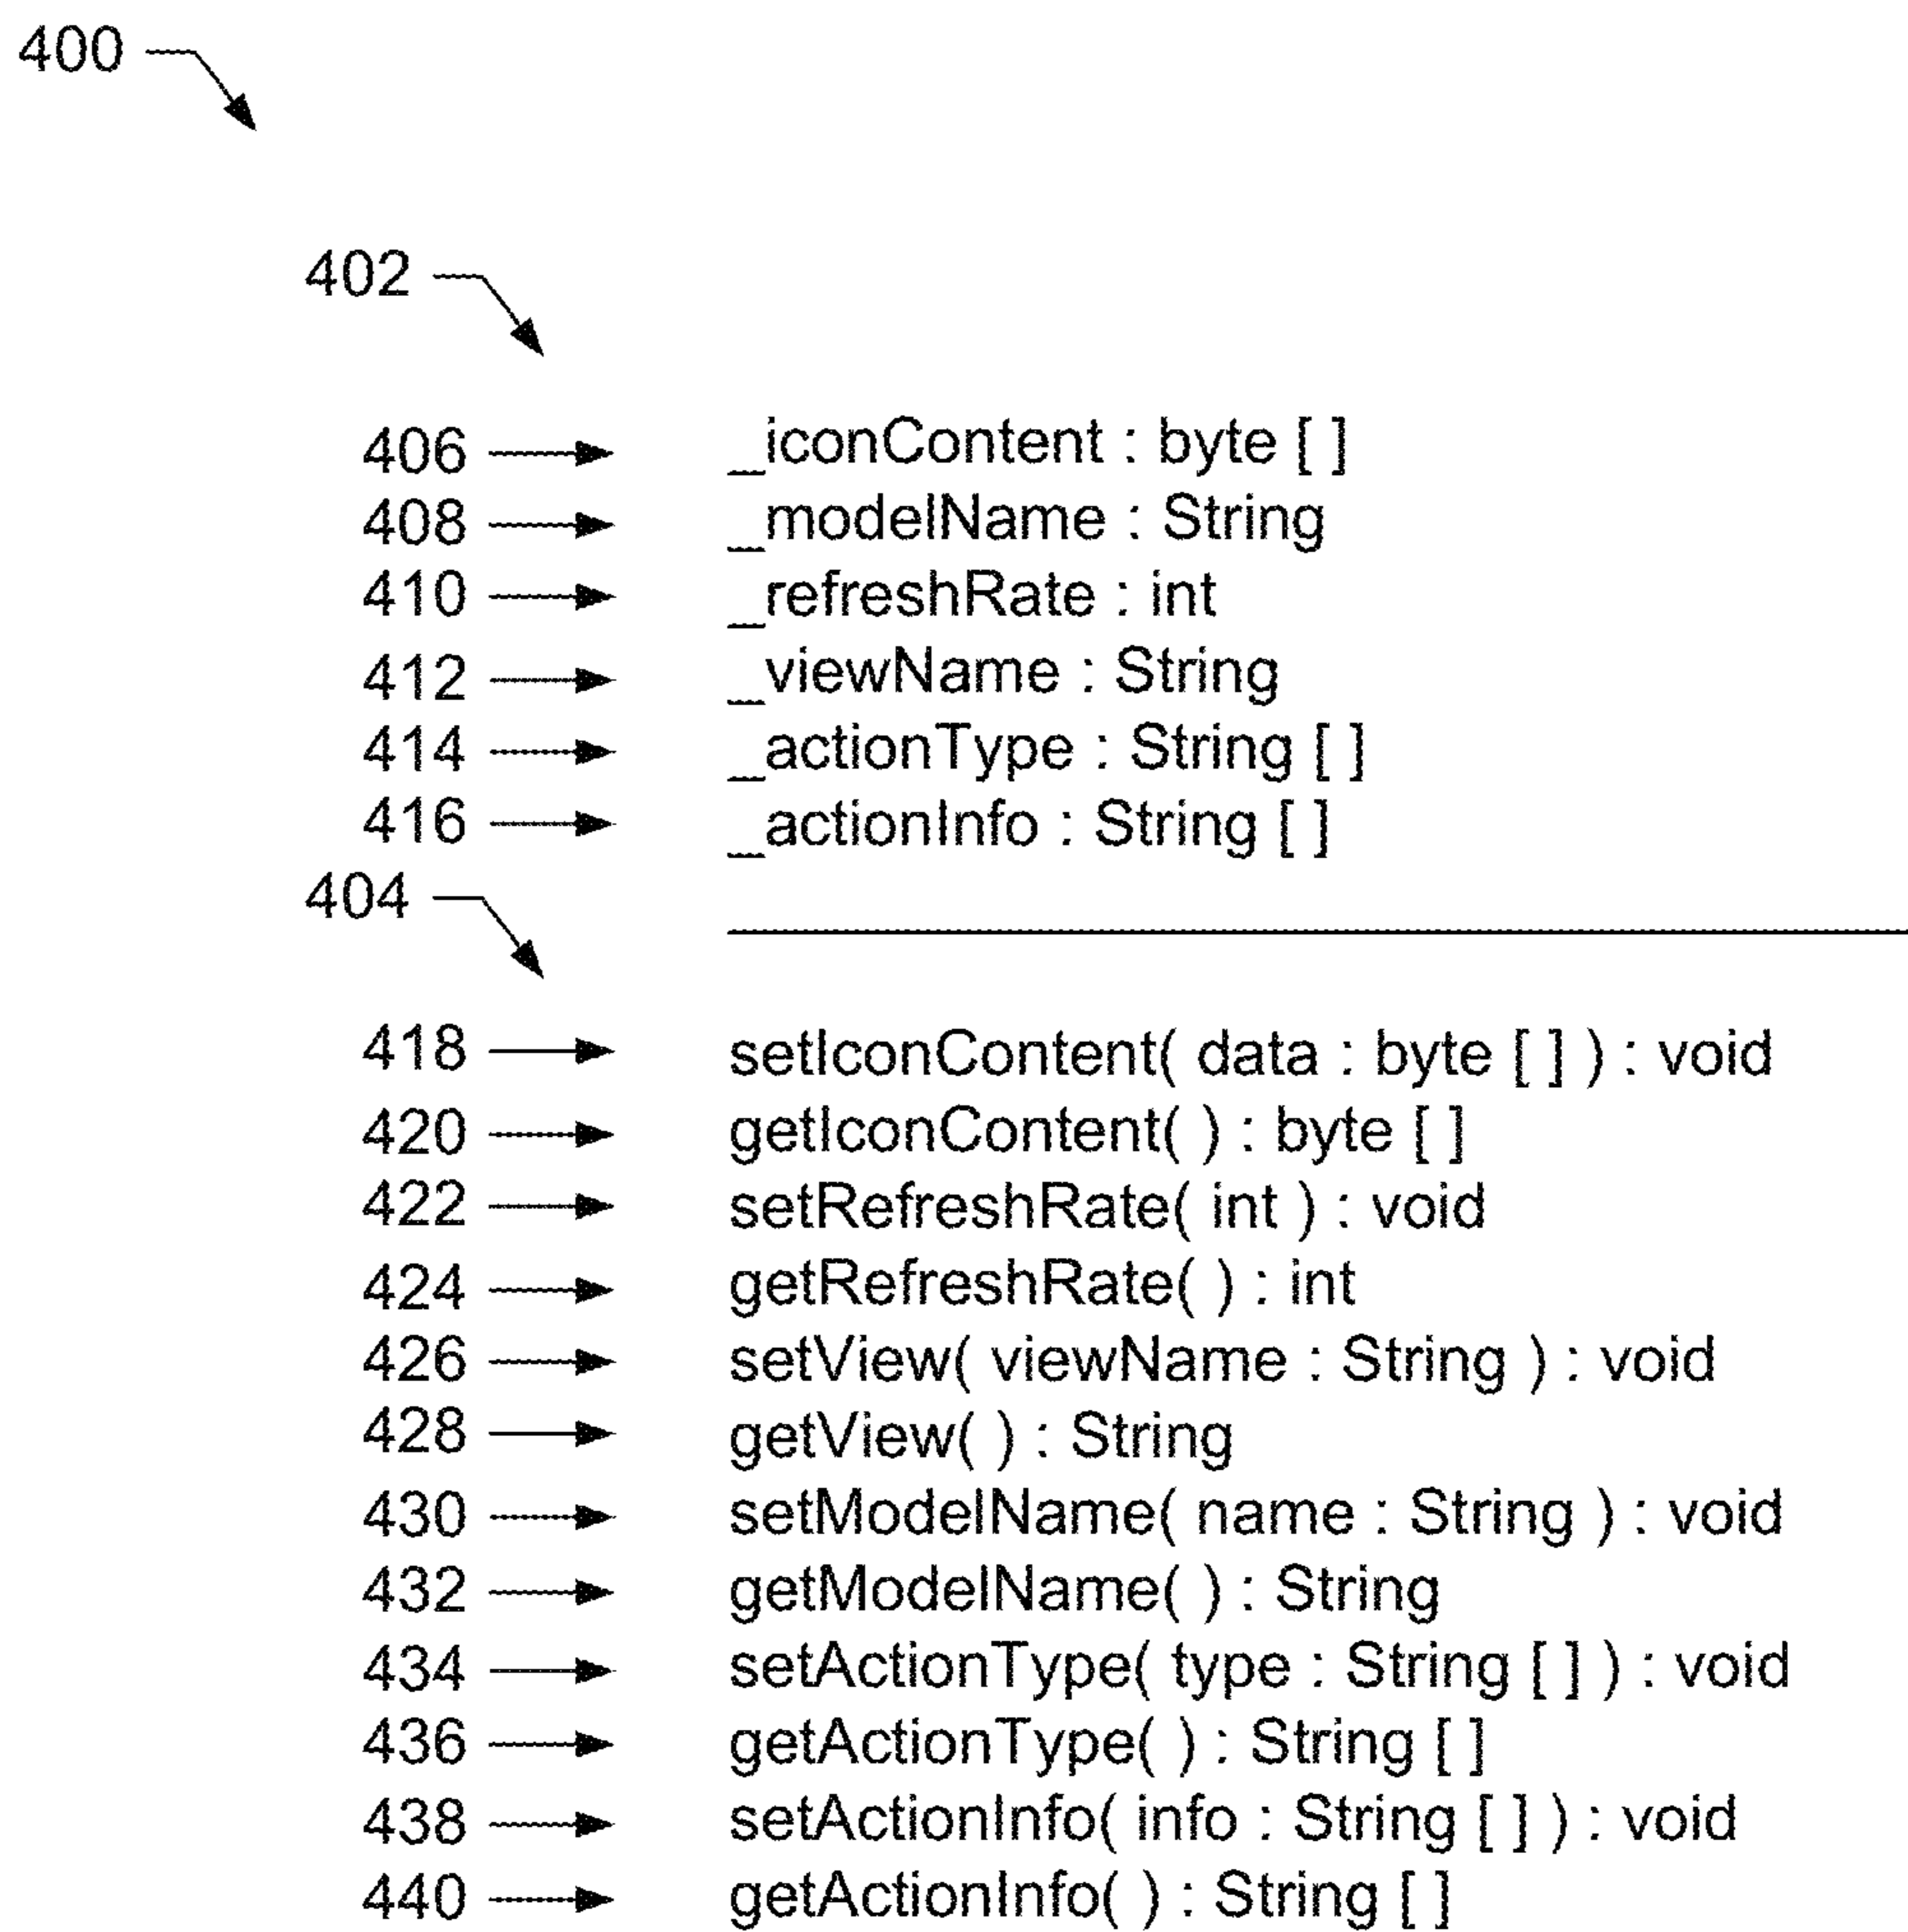 400
402
406 _iconContent : byte [ ]
408 _modelName : String
410 _refreshRate : int
412 _viewName : String
414 _actionType : String [ ]
416 _actionInfo : String [ ]
404
418 setIconContent( data : byte [ ] ) : void
420 getIconContent( ) : byte [ ]
422 setRefreshRate( int ) : void
424 getRefreshRate( ) : int
426 setView( viewName : String ) : void
428 getView( ) : String
430 setModelName( name : String ) : void
432 getModelName( ) : String
434 setActionType( type : String [ ] ) : void
436 getActionType( ) : String [ ]
438 setActionInfo( info : String [ ] ) : void
440 getActionInfo( ) : String [ ]